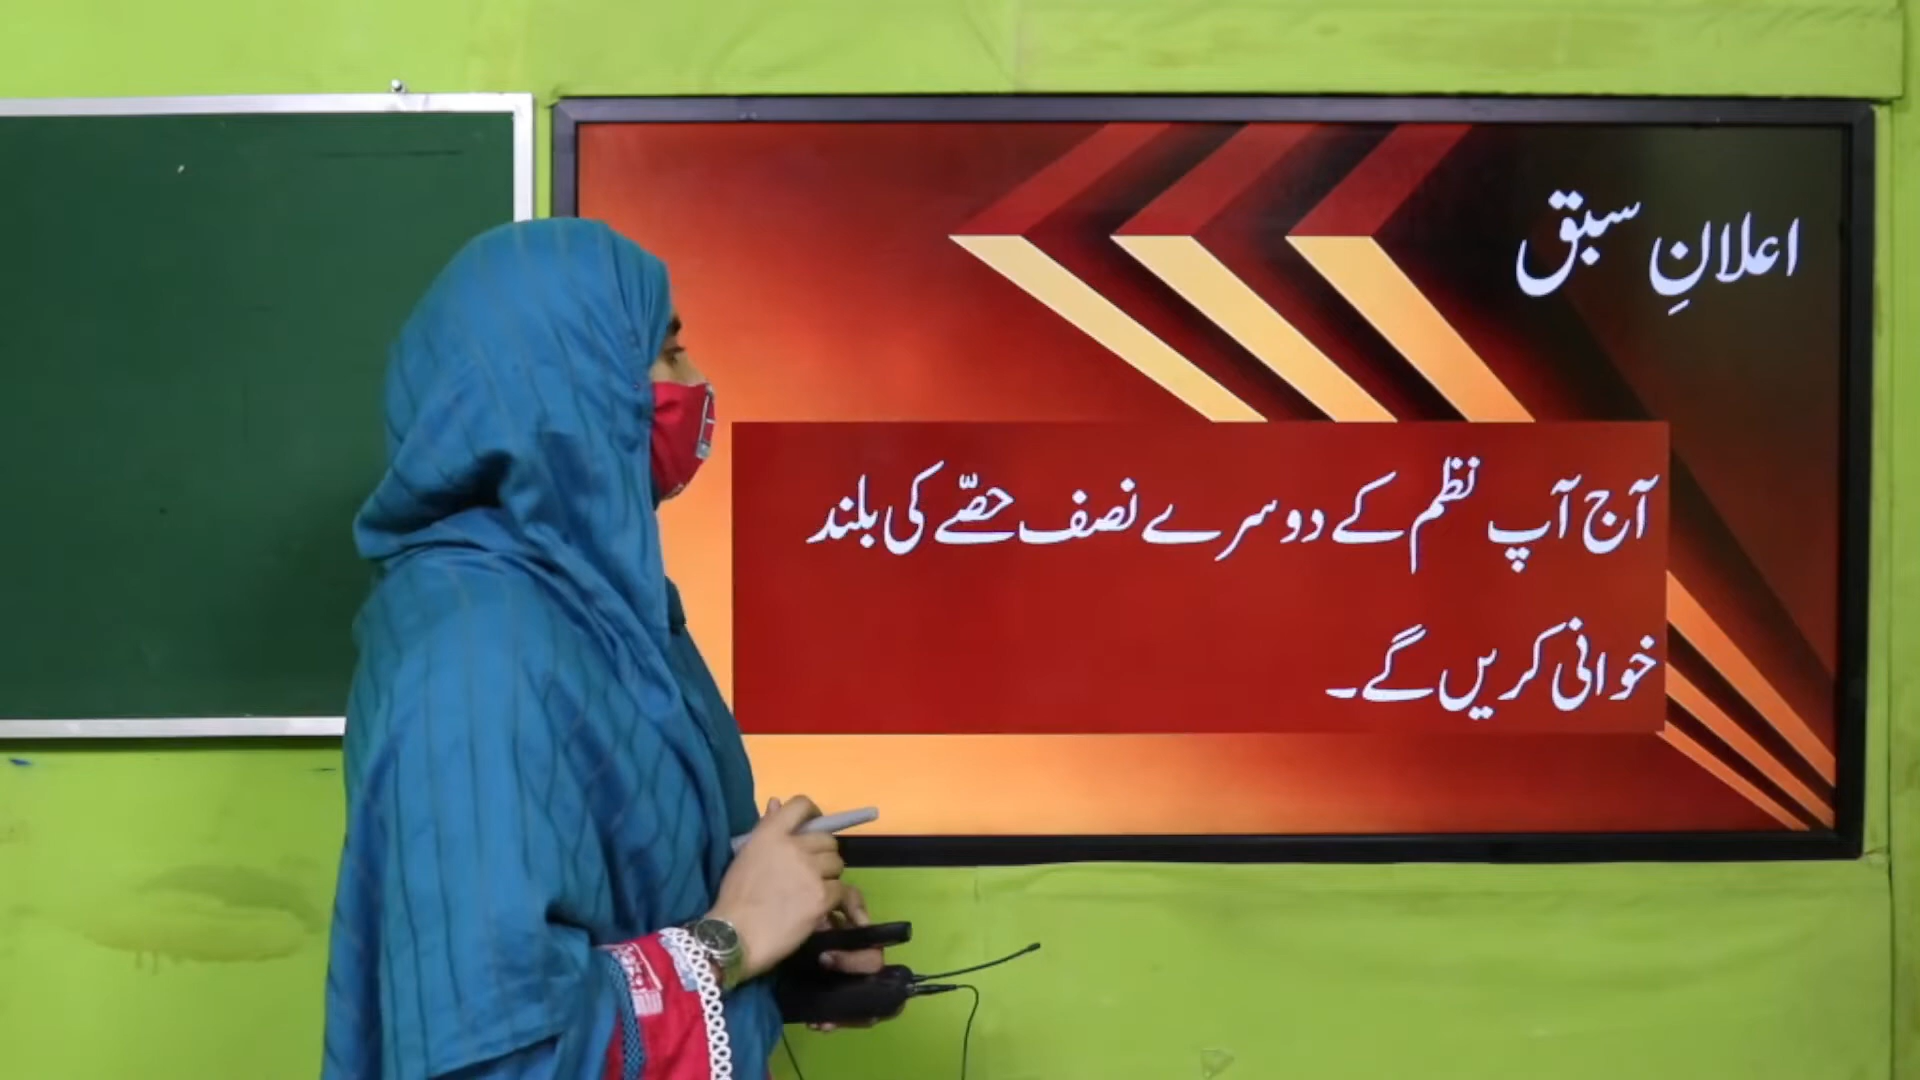 اعلانِ سبق
آج آپ نظم کے دوسرے نصف حصّے کی بلند
خوانی کریں گے۔